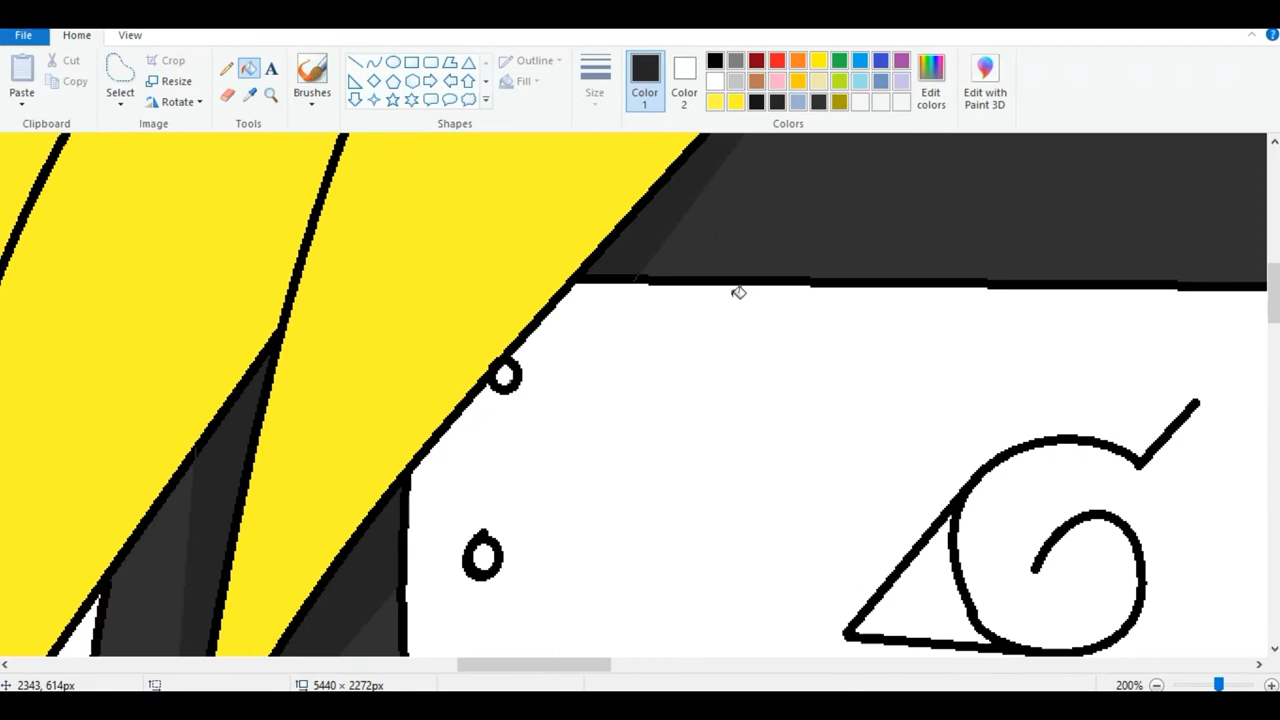 File Home View
Paste
Clipboard
Cut
Copy
Select
Crop
Resize
Rotate
Image
A
Tools
Brushes
Outline
Fill
Shapes
Size
Color 1
Color 2
Edit colors
Colors
Edit with Paint 3D
2343, 614px
5440 × 2272px
200%